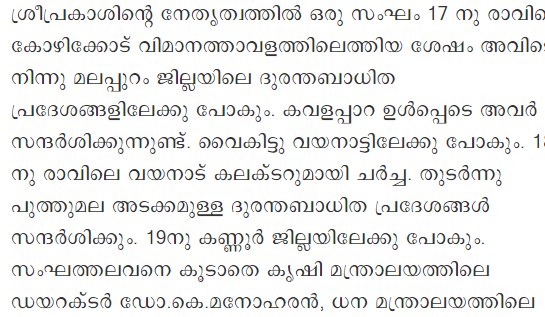 ശ്രീപ്രകാശിന്റെ നേതൃത്വത്തിൽ ഒരു സംഘം 17 നു രാവിലെ
കോഴിക്കോട് വിമാനത്താവളത്തിലെത്തിയ ശേഷം
നിന്നു മലപ്പുറം ജില്ലയിലെ ദുരന്തബാധിത
പ്രദേശങ്ങളിലേക്കു പോകും. കവളപ്പാറ ഉൾപ്പെടെ അവർ
സന്ദർശിക്കുന്നുണ്ട്. വൈകിട്ടു വയനാട്ടിലേക്കു പോകും.
നു രാവിലെ വയനാട് കലക്ടറുമായി ചർച്ച. തുടർന്നു
പുത്തുമല അടക്കമുള്ള ദുരന്തബാധിത പ്രദേശങ്ങൾ
സന്ദർശിക്കും. 19നു കണ്ണൂർ ജില്ലയിലേക്കു പോകും.
സംഘത്തലവനെ കൂടാതെ കൃഷി മന്ത്രാലയത്തിലെ
ഡയറക്ടർ ഡോ.കെ.മനോഹരൻ, ധന മന്ത്രാലയത്തിലെ